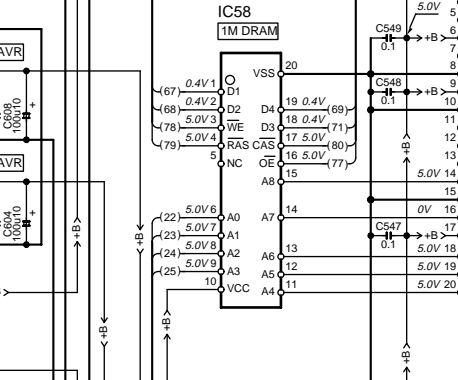 IC58
1M DRAM
5.0V
5
C549
0.1
+B
6
7
8
AVR
20
VSS
(67) 0.4V 1 D1
(68) 0.4V 2 D2
(78) 5.0V 3 WE
(79) 5.0V 4 RAS
5 NC
D4 19 0.4V (69)
D3 18 0.4V (71)
CAS 17 5.0V (80)
OE 16 5.0V (77)
A8 15
C548
0.1
+B
9
10
11
12
13
5.0V 14
15
C608
100u10
AVR
C604
100u10
(22) 5.0V 6 A0
(23) 5.0V 7 A1
(24) 5.0V 8 A2
(25) 5.0V 9 A3
10 VCC
A7 14
A6 13
A5 12
A4 11
0V 16
C547
0.1
+B
17
5.0V 18
5.0V 19
5.0V 20
+B
+B
+B
+B
+B
+B